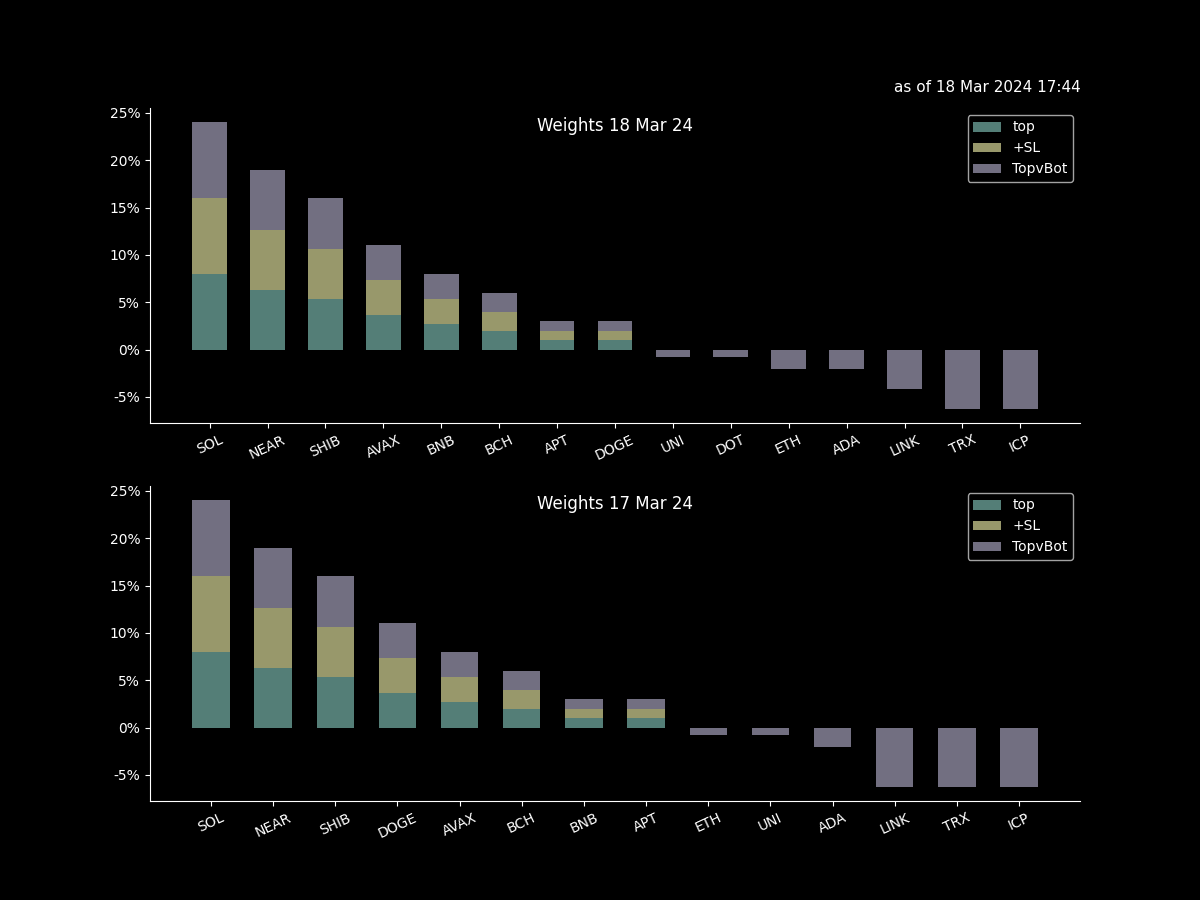 as of 18 Mar 2024 17:44
Weights 18 Mar 24
top
+SL
TopvBot
25%
20%
15%
10%
5%
0%
-5%
SOL NEAR SHIB AVAX BNB BCH APT DOGE UNI DOT ETH ADA LINK TRX ICP
Weights 17 Mar 24
top
+SL
TopvBot
25%
20%
15%
10%
5%
0%
-5%
SOL NEAR SHIB DOGE AVAX BCH BNB APT ETH UNI ADA LINK TRX ICP